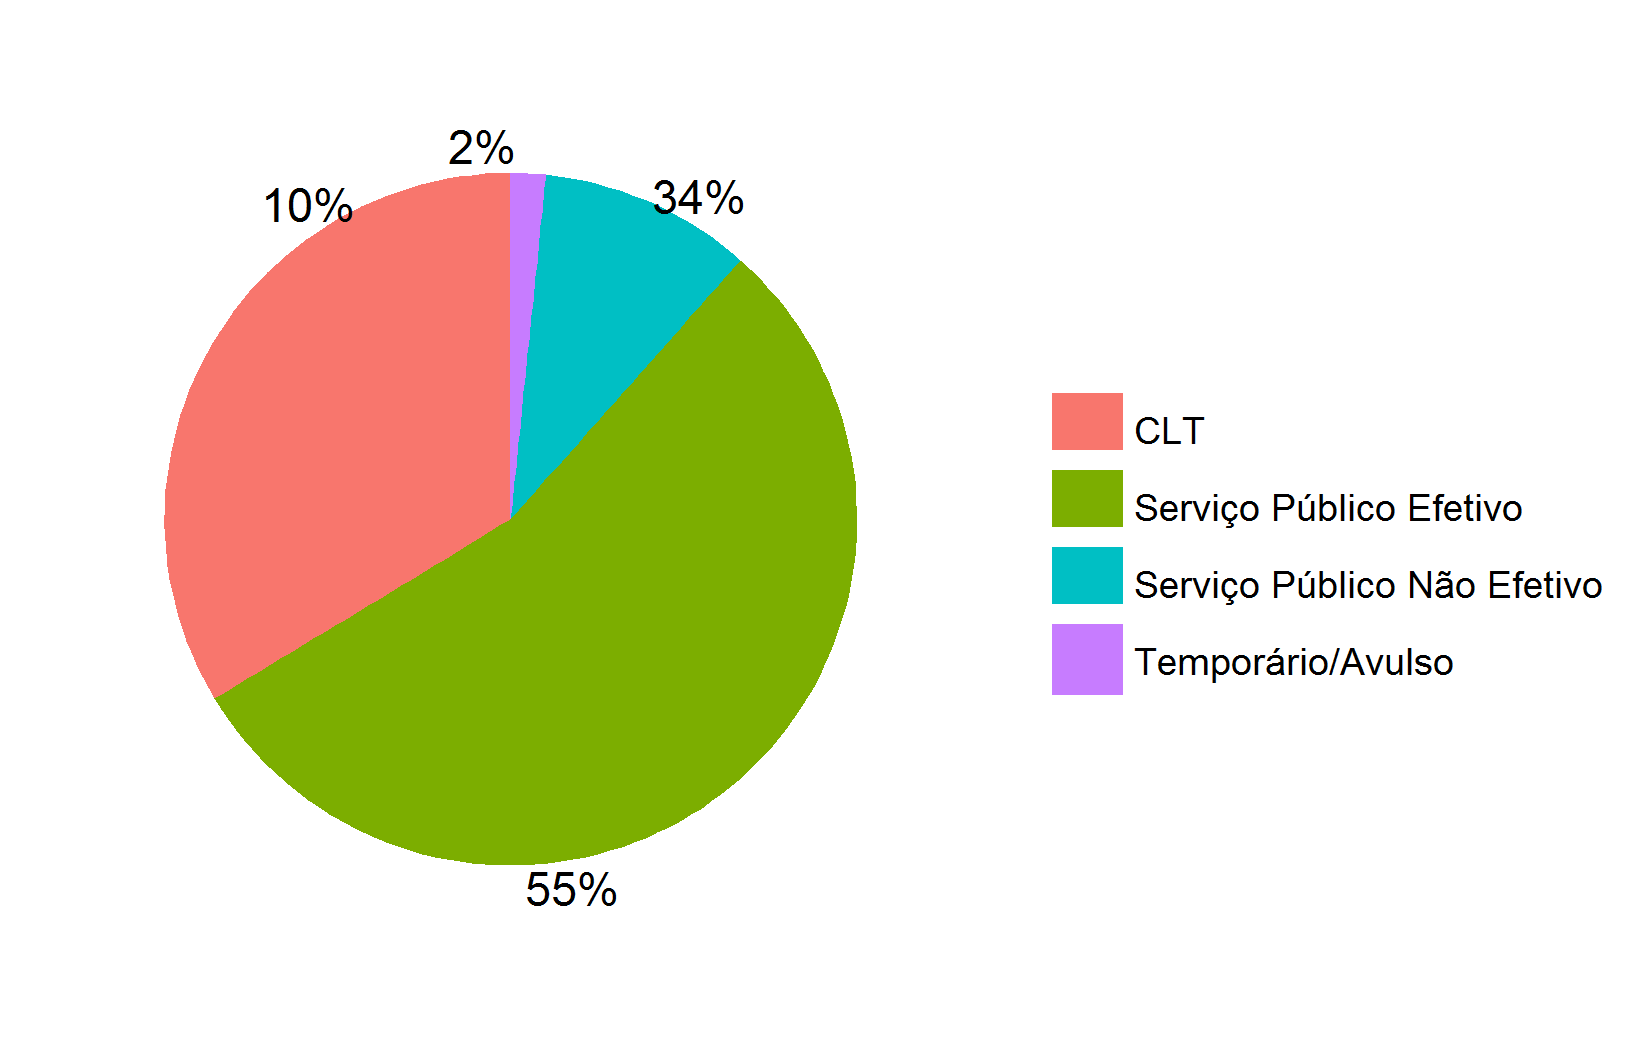 2%
10%
34%
55%
CLT
Serviço Público Efetivo
Serviço Público Não Efetivo
Temporário/Avulso